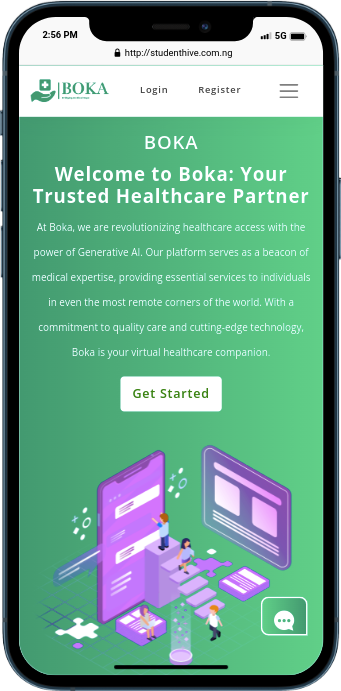 2:56 PM
5G
http://studenthive.com.ng
BOKA
Login
Register
BOKA
Welcome to Boka: Your
Trusted Healthcare Partner
At Boka, we are revolutionizing healthcare access with the
power of Generative AI. Our platform serves as a beacon of
medical expertise, providing essential services to individuals
in even the most remote corners of the world. With a
commitment to quality care and cutting-edge technology,
Boka is your virtual healthcare companion.
Get Started